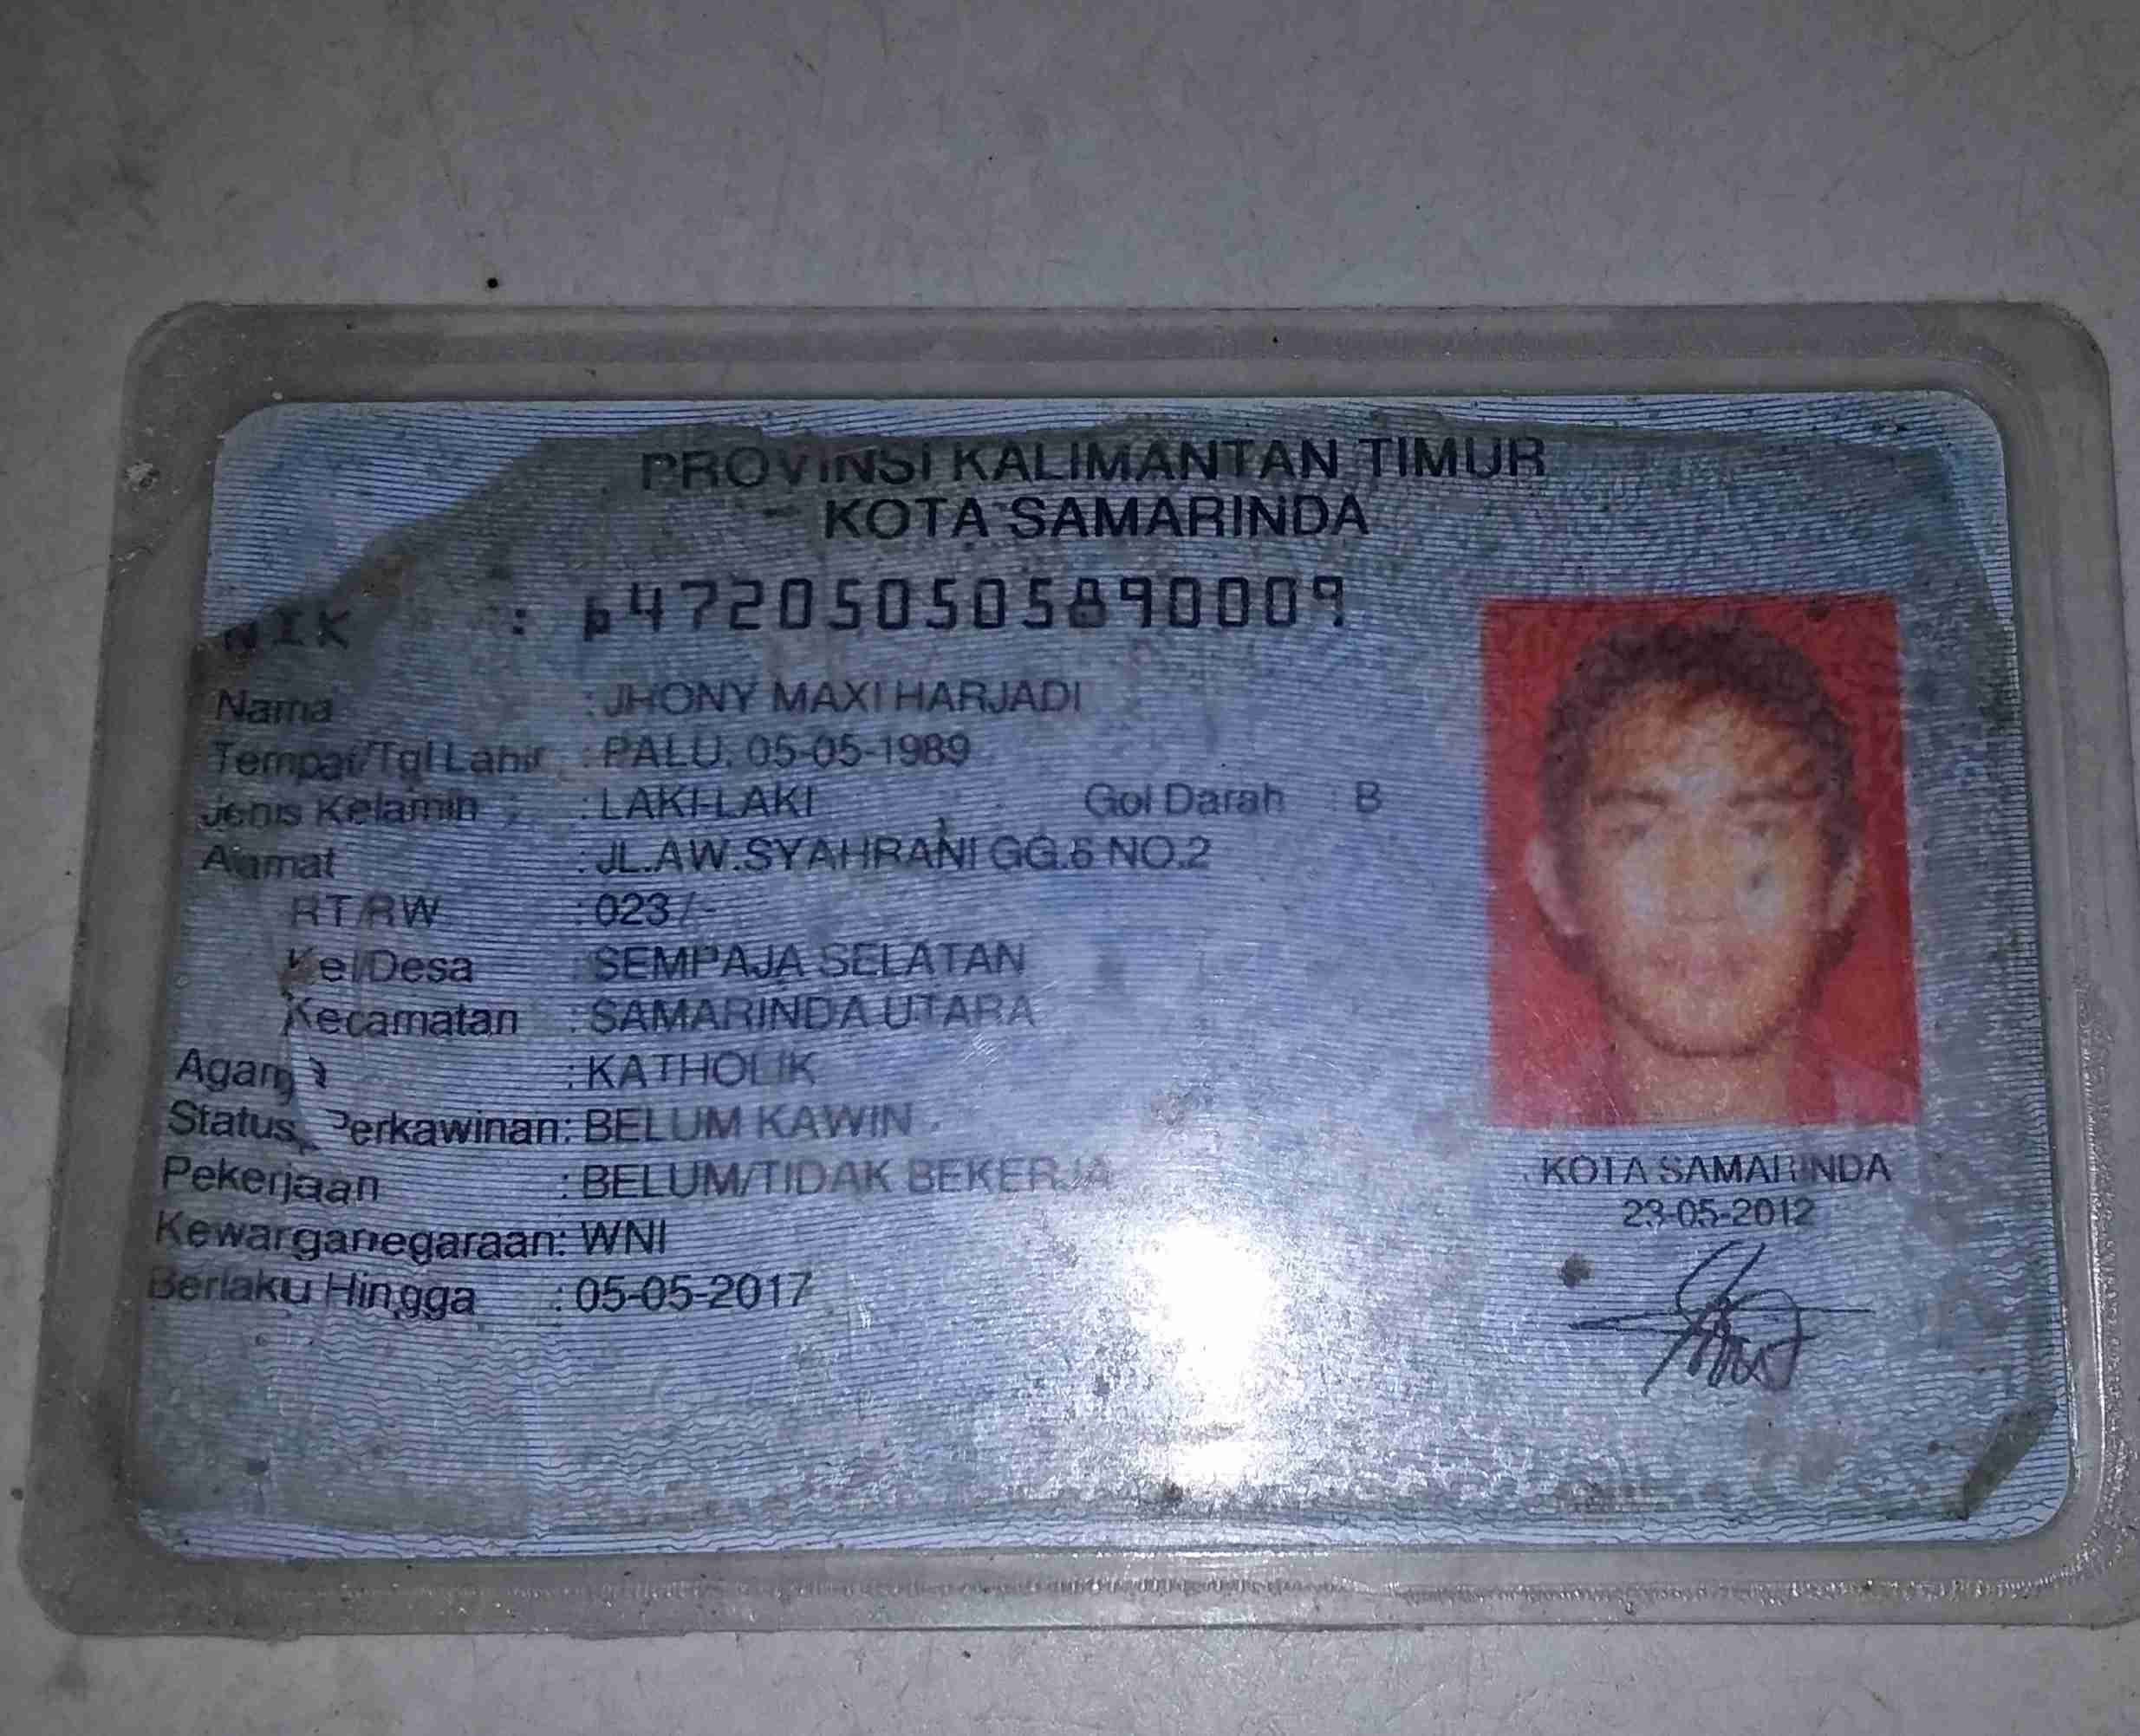 PROVINSI KALIMANTAN TIMUR
KOTA SAMARINDA
NIK : 6472050505890009
Nama : JHONY MAXI HARJADI
Tempat/Tgl Lahir : PALU, 05-05-1989
Jenis Kelamin : LAKI-LAKI Gol Darah : B
Alamat : JL.AW.SYAHRANI GG.6 NO.2
RT/RW : 023/-
Kel/Desa : SEMPAJA SELATAN
Kecamatan : SAMARINDA UTARA
Agama : KATHOLIK
Status Perkawinan: BELUM KAWIN
Pekerjaan : BELUM/TIDAK BEKERJA
Kewarganegaraan: WNI
Berlaku Hingga : 05-05-2017
KOTA SAMARINDA
23-05-2012